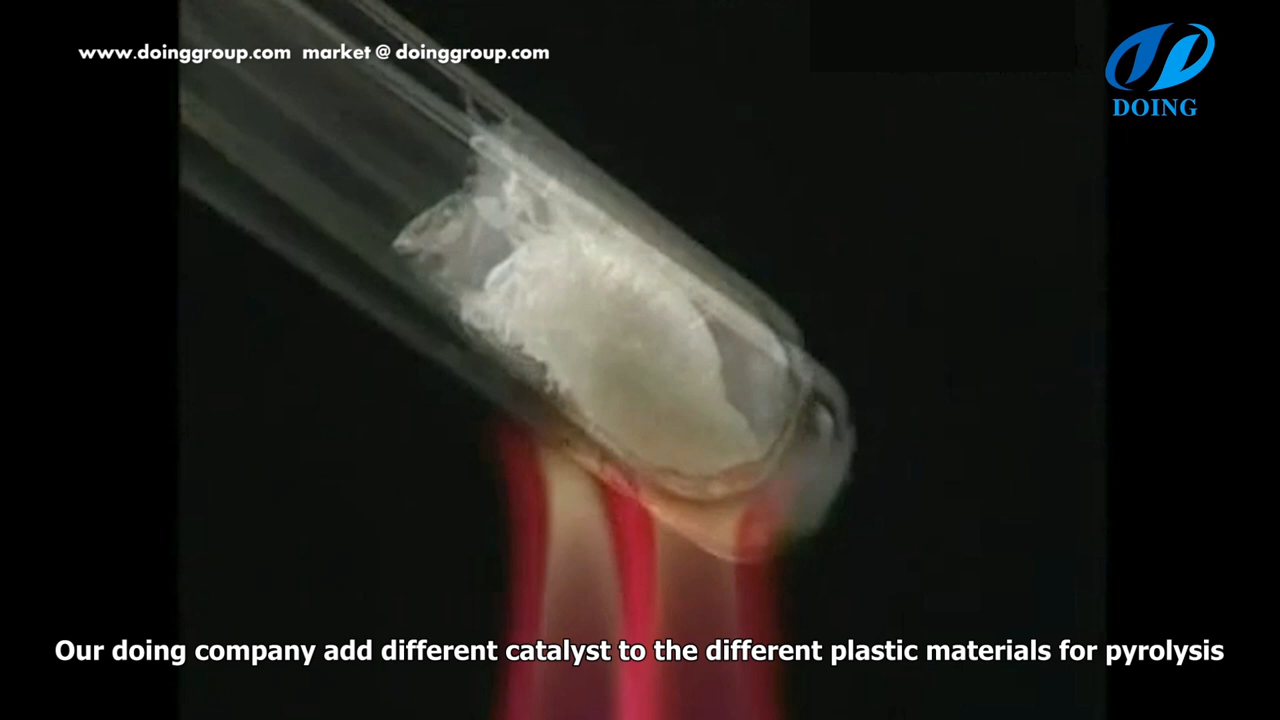 www.doinggroup.com market @ doinggroup.com
DOING
Our doing company add different catalyst to the different plastic materials for pyrolysis